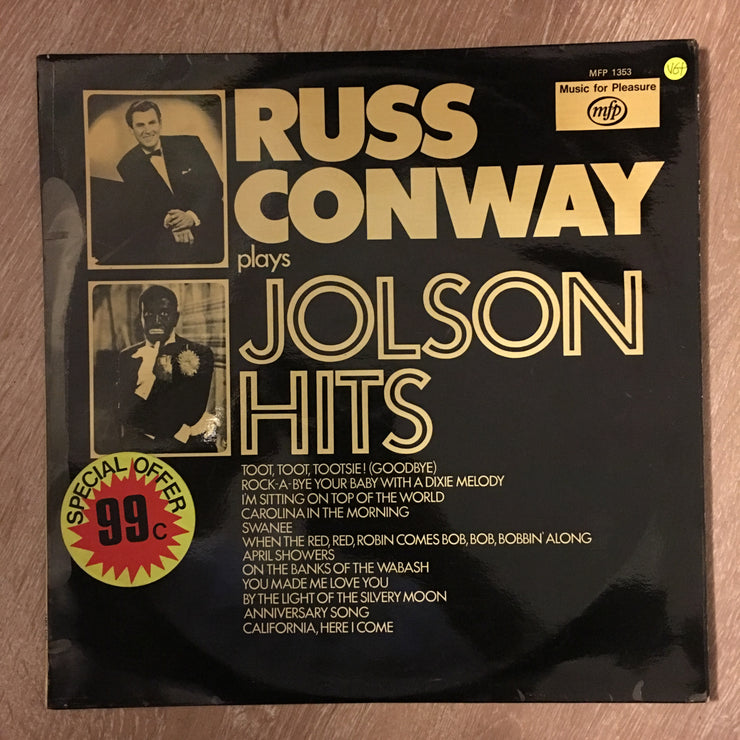 MFP 1353
Music for Pleasure
mfp
VG+
RUSS
CONWAY
plays
JOLSON
HITS
TOOT, TOOT, TOOTSIE! (GOODBYE)
ROCK-A-BYE YOUR BABY WITH A DIXIE MELODY
I'M SITTING ON TOP OF THE WORLD
CAROLINA IN THE MORNING
SWANEE
WHEN THE RED, RED, ROBIN COMES BOB, BOB, BOBBIN' ALONG
APRIL SHOWERS
ON THE BANKS OF THE WABASH
YOU MADE ME LOVE YOU
BY THE LIGHT OF THE SILVERY MOON
ANNIVERSARY SONG
CALIFORNIA, HERE I COME
SPECIAL OFFER
99c